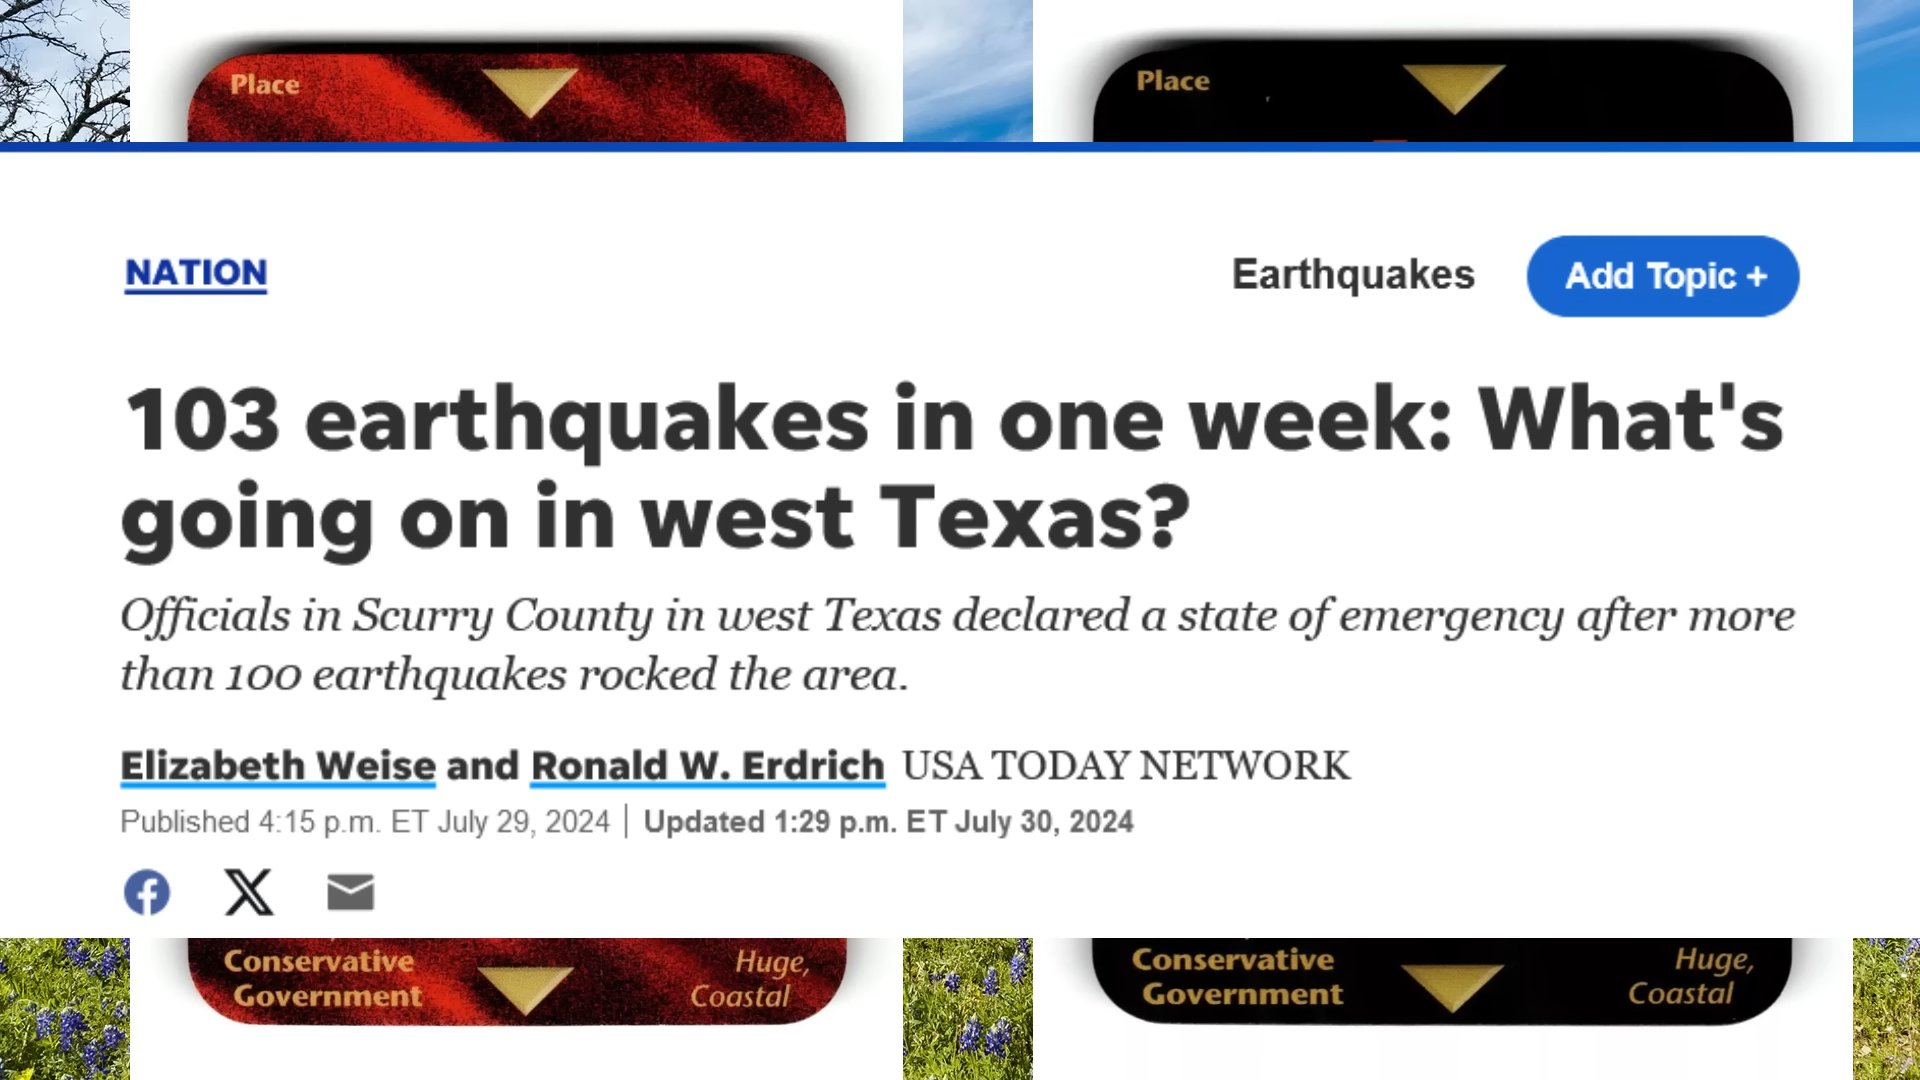 Place
Place
NATION
Earthquakes
Add Topic +
103 earthquakes in one week: What's
going on in west Texas?
Officials in Scurry County in west Texas declared a state of emergency after more
than 100 earthquakes rocked the area.
Elizabeth Weise and Ronald W. Erdrich USA TODAY NETWORK
Published 4:15 p.m. ET July 29, 2024 | Updated 1:29 p.m. ET July 30, 2024
Conservative
Government
Huge,
Coastal
Conservative
Government
Huge,
Coastal